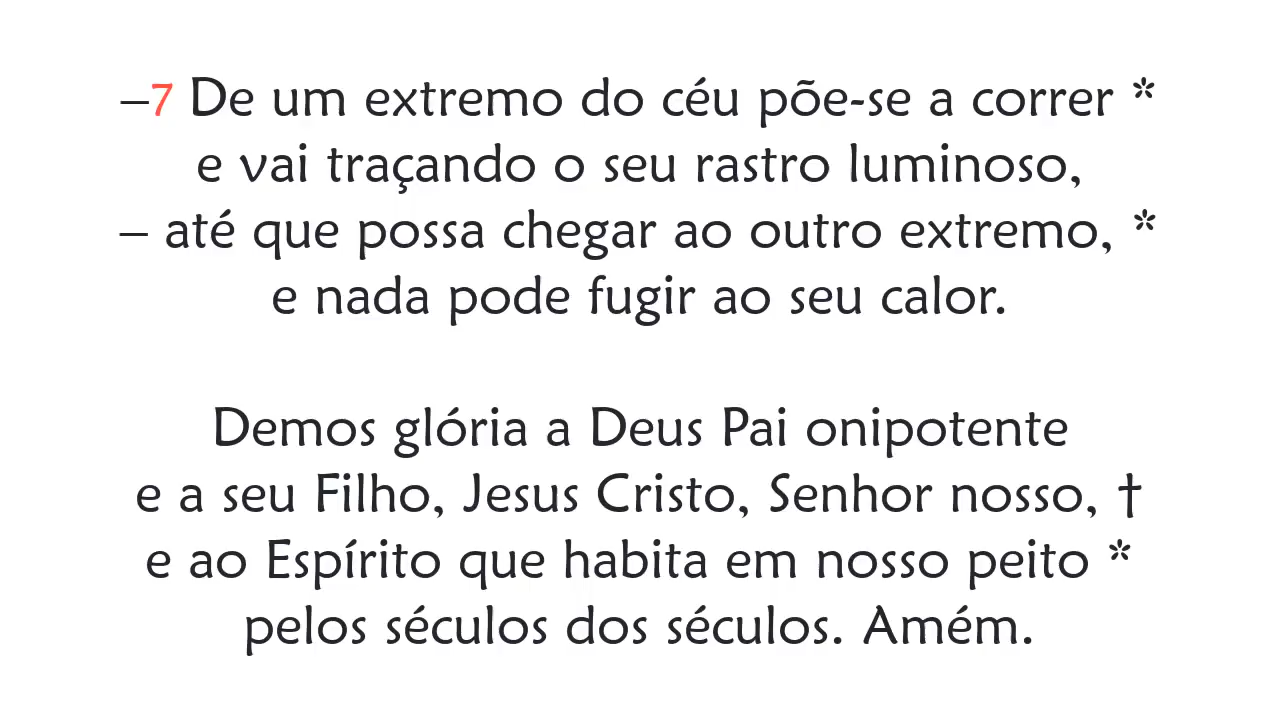 –7 De um extremo do céu põe-se a correr *
e vai traçando o seu rastro luminoso,
– até que possa chegar ao outro extremo, *
e nada pode fugir ao seu calor.
Demos glória a Deus Pai onipotente
e a seu Filho, Jesus Cristo, Senhor nosso, †
e ao Espírito que habita em nosso peito *
pelos séculos dos séculos. Amém.